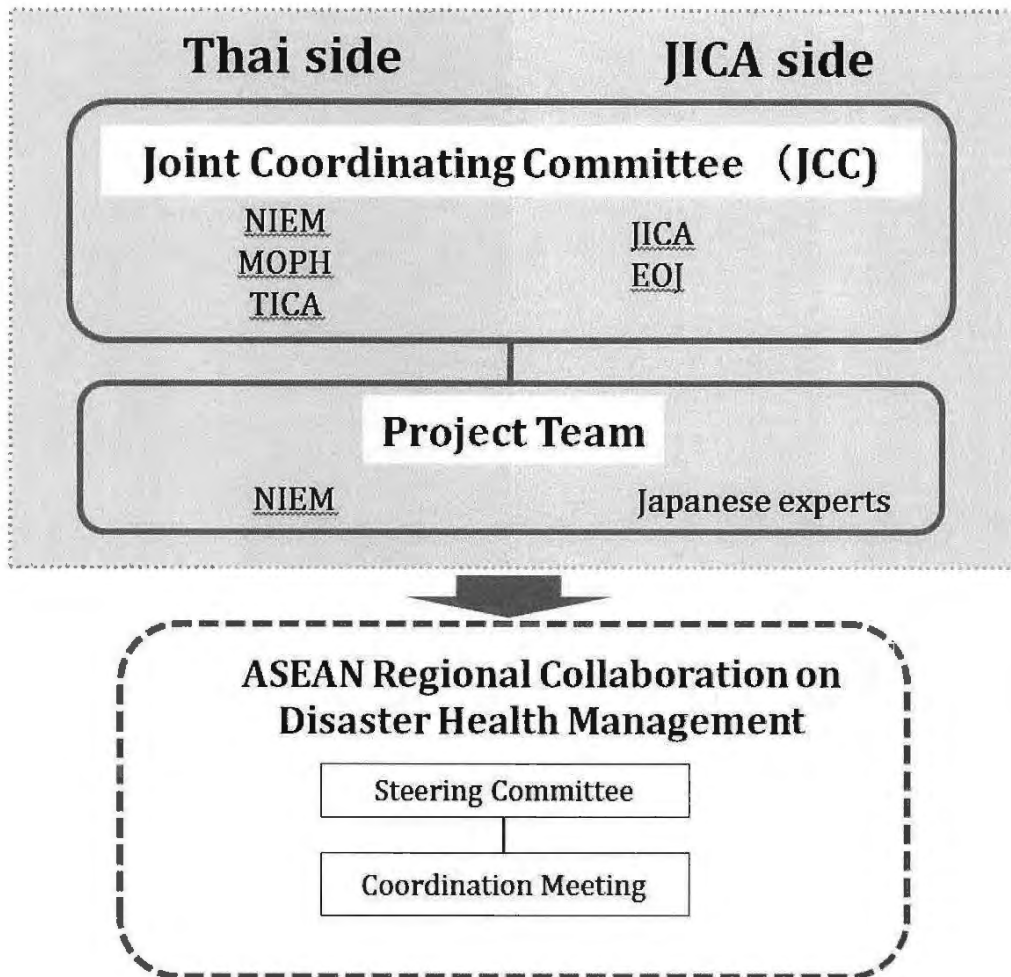 Thai side
JICA side
Joint Coordinating Committee (JCC)
NIEM
MOPH
TICA
JICA
EOJ
Project Team
NIEM
Japanese experts
ASEAN Regional Collaboration on
Disaster Health Management
Steering Committee
Coordination Meeting